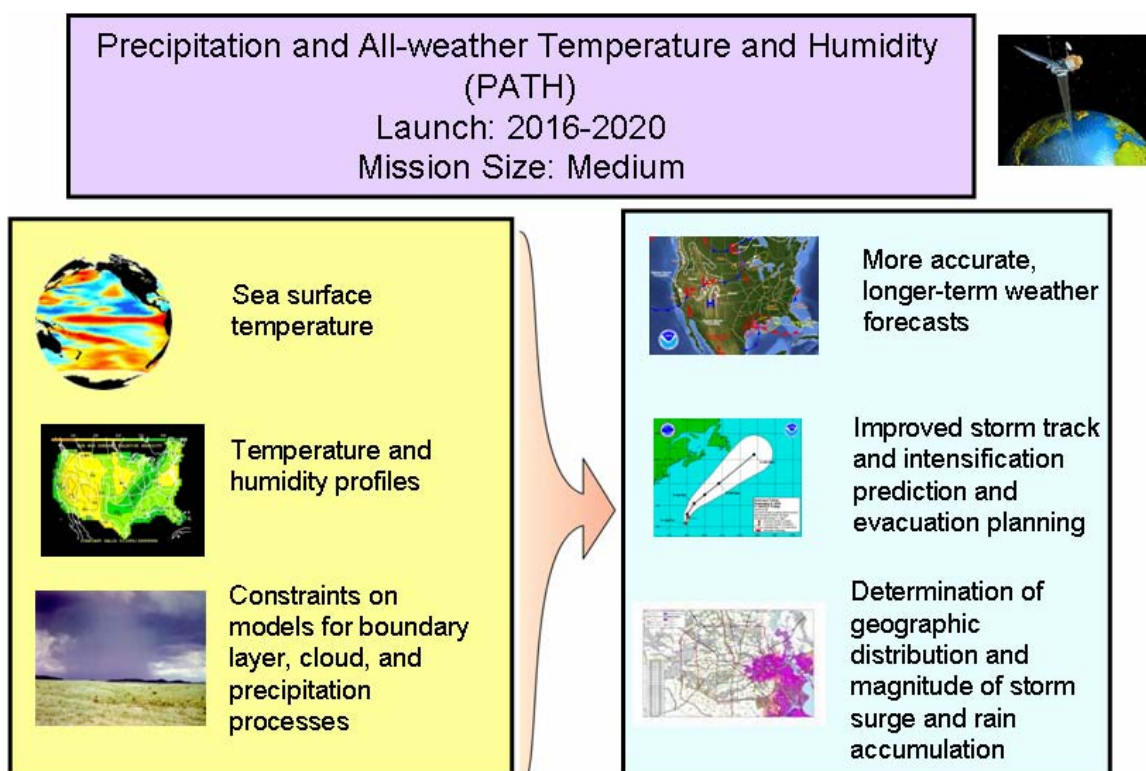 Precipitation and All-weather Temperature and Humidity
(PATH)
Launch: 2016-2020
Mission Size: Medium
Sea surface
temperature
Temperature and
humidity profiles
Constraints on
models for boundary
layer, cloud, and
precipitation
processes
More accurate,
longer-term weather
forecasts
Improved storm track
and intensification
prediction and
evacuation planning
Determination of
geographic
distribution and
magnitude of storm
surge and rain
accumulation